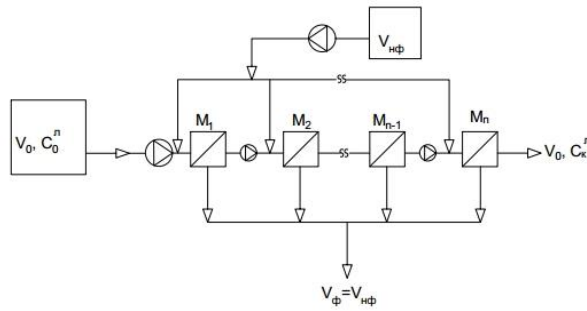 Vнф
M1 M2 Mn-1 Mn
V0, C0л
V0, Cкл
Vф=Vнф